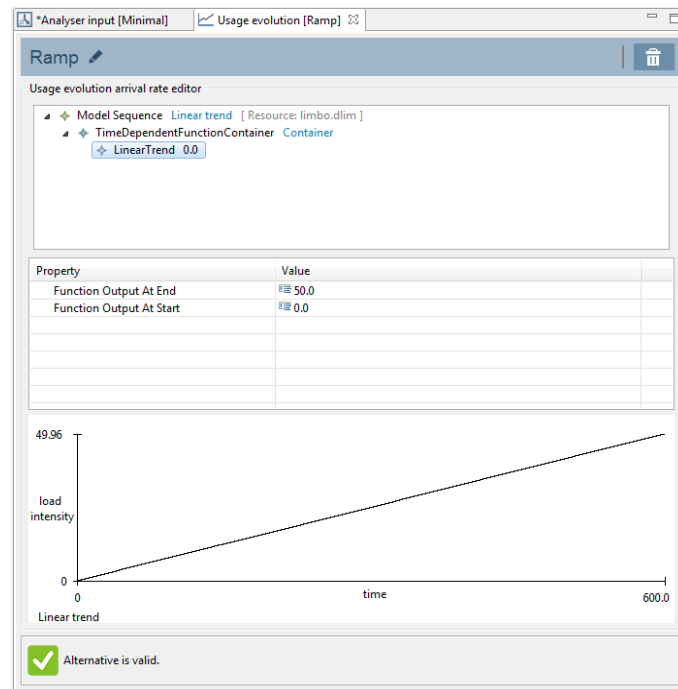 *Analyser input [Minimal] Usage evolution [Ramp]
Ramp
Usage evolution arrival rate editor
Model Sequence Linear trend [ Resource: limbo.dlim ]
TimeDependentFunctionContainer Container
LinearTrend 0.0
Property Value
Function Output At End 50.0
Function Output At Start 0.0
49.96
load
intensity
0
0 time 600.0
Linear trend
Alternative is valid.